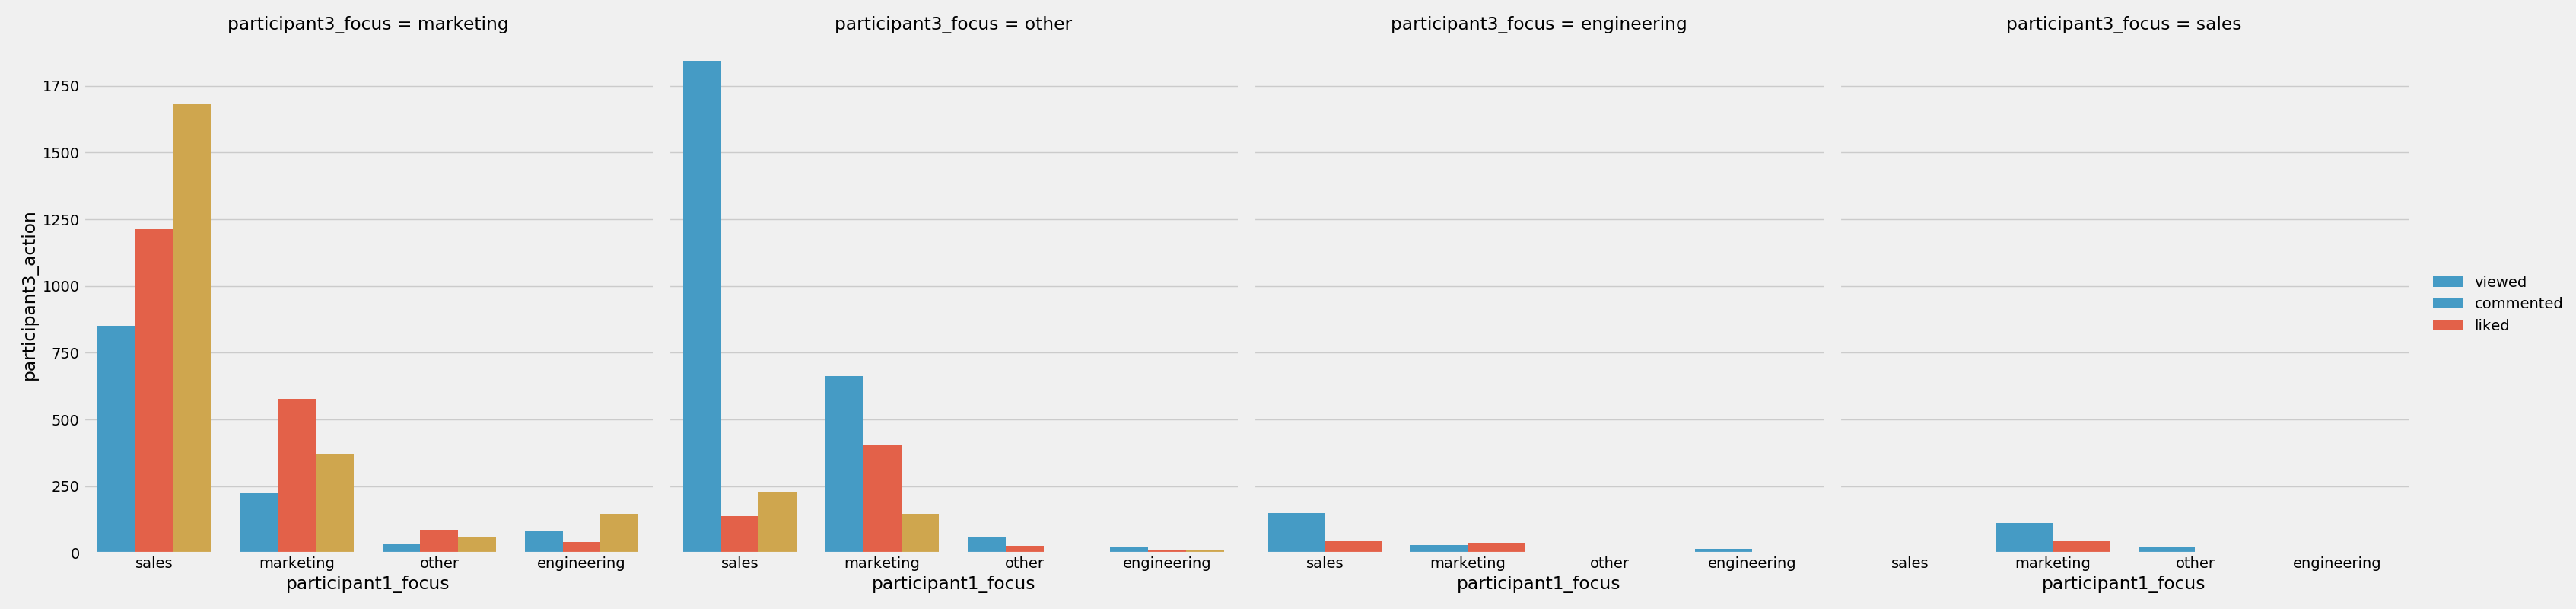 participant3_focus = marketing
participant3_focus = other
participant3_focus = engineering
participant3_focus = sales
participant3_action
1750
1500
1250
1000
750
500
250
0
sales marketing other engineering
participant1_focus
sales marketing other engineering
participant1_focus
sales marketing other engineering
participant1_focus
sales marketing other engineering
participant1_focus
viewed
commented
liked